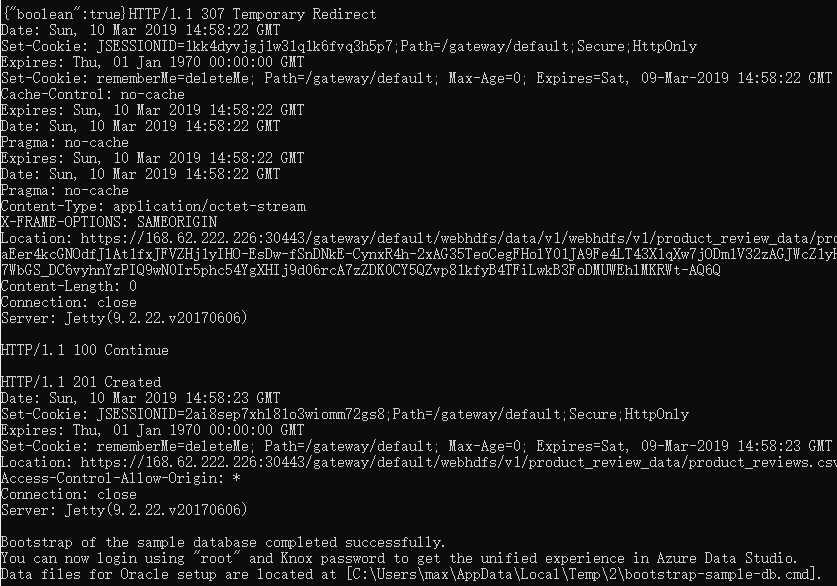 {"boolean":true}HTTP/1.1 307 Temporary Redirect
Date: Sun, 10 Mar 2019 14:58:22 GMT
Set-Cookie: JSESSIONID=1kk4dyvjgj1w31q1k6fvq3h5p7;Path=/gateway/default;Secure;HttpOnly
Expires: Thu, 01 Jan 1970 00:00:00 GMT
Set-Cookie: rememberMe=deleteMe; Path=/gateway/default; Max-Age=0; Expires=Sat, 09-Mar-2019 14:58:22 GMT
Cache-Control: no-cache
Expires: Sun, 10 Mar 2019 14:58:22 GMT
Date: Sun, 10 Mar 2019 14:58:22 GMT
Pragma: no-cache
Expires: Sun, 10 Mar 2019 14:58:22 GMT
Date: Sun, 10 Mar 2019 14:58:22 GMT
Pragma: no-cache
Content-Type: application/octet-stream
X-FRAME-OPTIONS: SAMEORIGIN
Location: https://168.62.222.226:30443/gateway/default/webhdfs/data/v1/webhdfs/v1/product_review_data/pro
Content-Length: 0
Connection: close
Server: Jetty(9.2.22.v20170606)
HTTP/1.1 100 Continue
HTTP/1.1 201 Created
Date: Sun, 10 Mar 2019 14:58:23 GMT
Set-Cookie: JSESSIONID=2ai8sep7xh181o3wiomm72gs8;Path=/gateway/default;Secure;HttpOnly
Expires: Thu, 01 Jan 1970 00:00:00 GMT
Set-Cookie: rememberMe=deleteMe; Path=/gateway/default; Max-Age=0; Expires=Sat, 09-Mar-2019 14:58:23 GMT
Location: https://168.62.222.226:30443/gateway/default/webhdfs/v1/product_review_data/product_reviews.csv
Access-Control-Allow-Origin: *
Connection: close
Server: Jetty(9.2.22.v20170606)
Bootstrap of the sample database completed successfully.
You can now login using "root" and Knox password to get the unified experience in Azure Data Studio.
Data files for Oracle setup are located at [C:\Users\max\AppData\Local\Temp\2\bootstrap-sample-db.cmd].